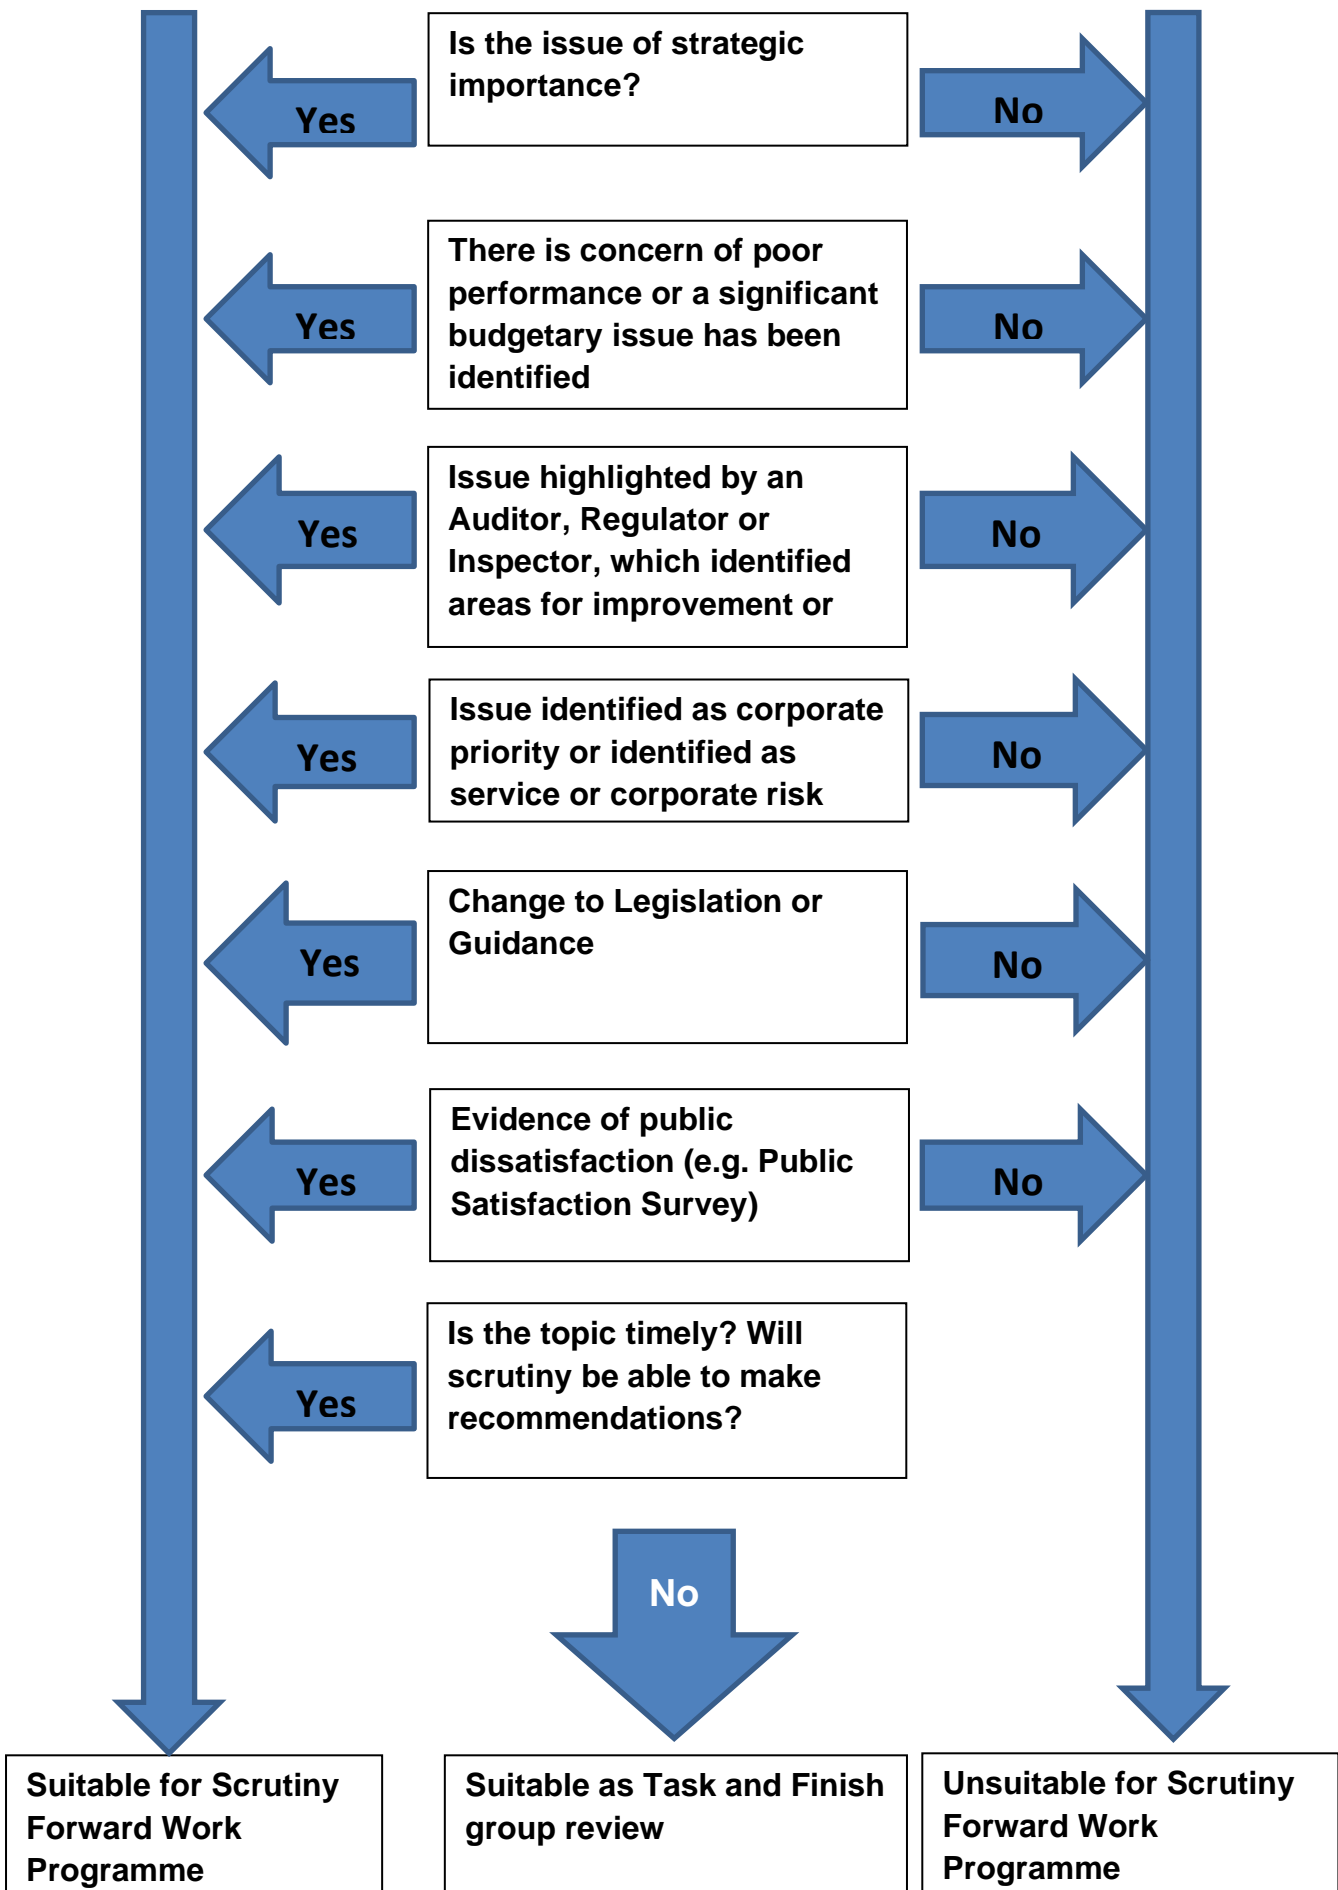 Is the issue of strategic
importance?
Yes
No
There is concern of poor
performance or a significant
budgetary issue has been
identified
Yes
No
Issue highlighted by an
Auditor, Regulator or
Inspector, which identified
areas for improvement or
Yes
No
Issue identified as corporate
priority or identified as
service or corporate risk
Yes
No
Change to Legislation or
Guidance
Yes
No
Evidence of public
dissatisfaction (e.g. Public
Satisfaction Survey)
Yes
No
Is the topic timely? Will
scrutiny be able to make
recommendations?
Yes
No
Suitable for Scrutiny
Forward Work
Programme
Suitable as Task and Finish
group review
Unsuitable for Scrutiny
Forward Work
Programme